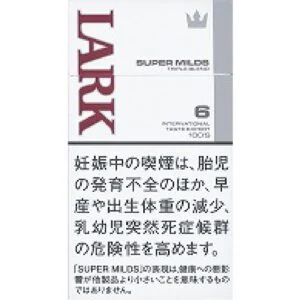 LARK
SUPER MILDS
TRIPLE BLEND
6
INTERNATIONAL
TASTE EXPERT
100's
妊娠中の喫煙は、胎児
の発育不全のほか、早
産や出生体重の減少、
乳幼児突然死症候群
の危険性を高めます。
「SUPER MILDS」の表現は、健康への悪影
響が他製品より小さいことを意味するもの
ではありません。